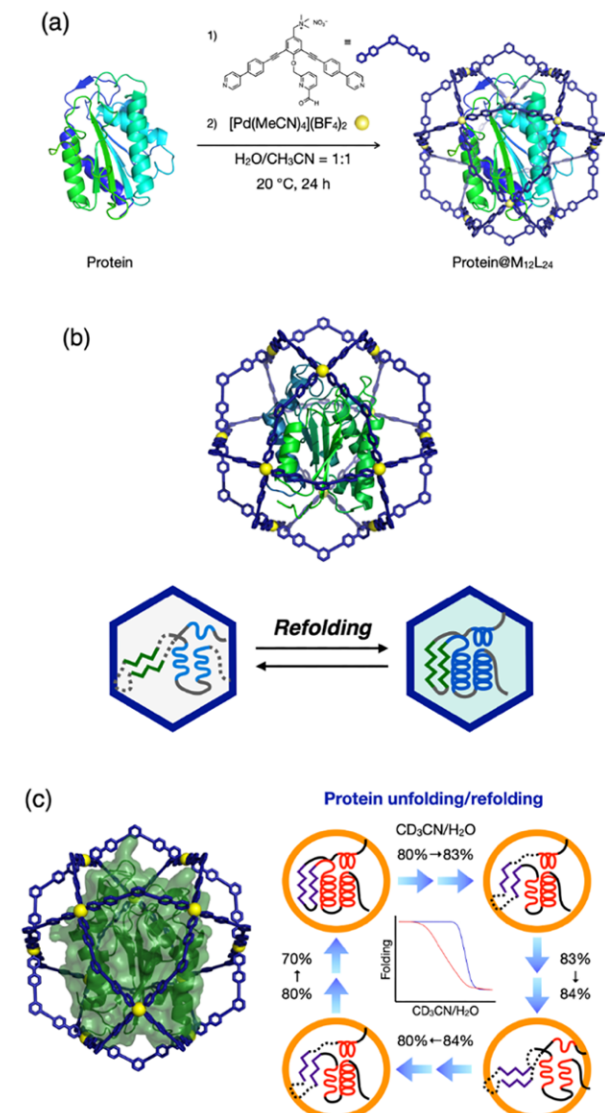 (a)
1)
NO₃⁻
N
+
O
N
N
N
O
H
≡
2) [Pd(MeCN)₄](BF₄)₂
H₂O/CH₃CN = 1:1
20 °C, 24 h
Protein
Protein@M₁₂L₂₄
(b)
Refolding
(c)
Protein unfolding/refolding
CD₃CN/H₂O
80%→83%
70%
↑
80%
Folding
CD₃CN/H₂O
83%
↓
84%
80%←84%